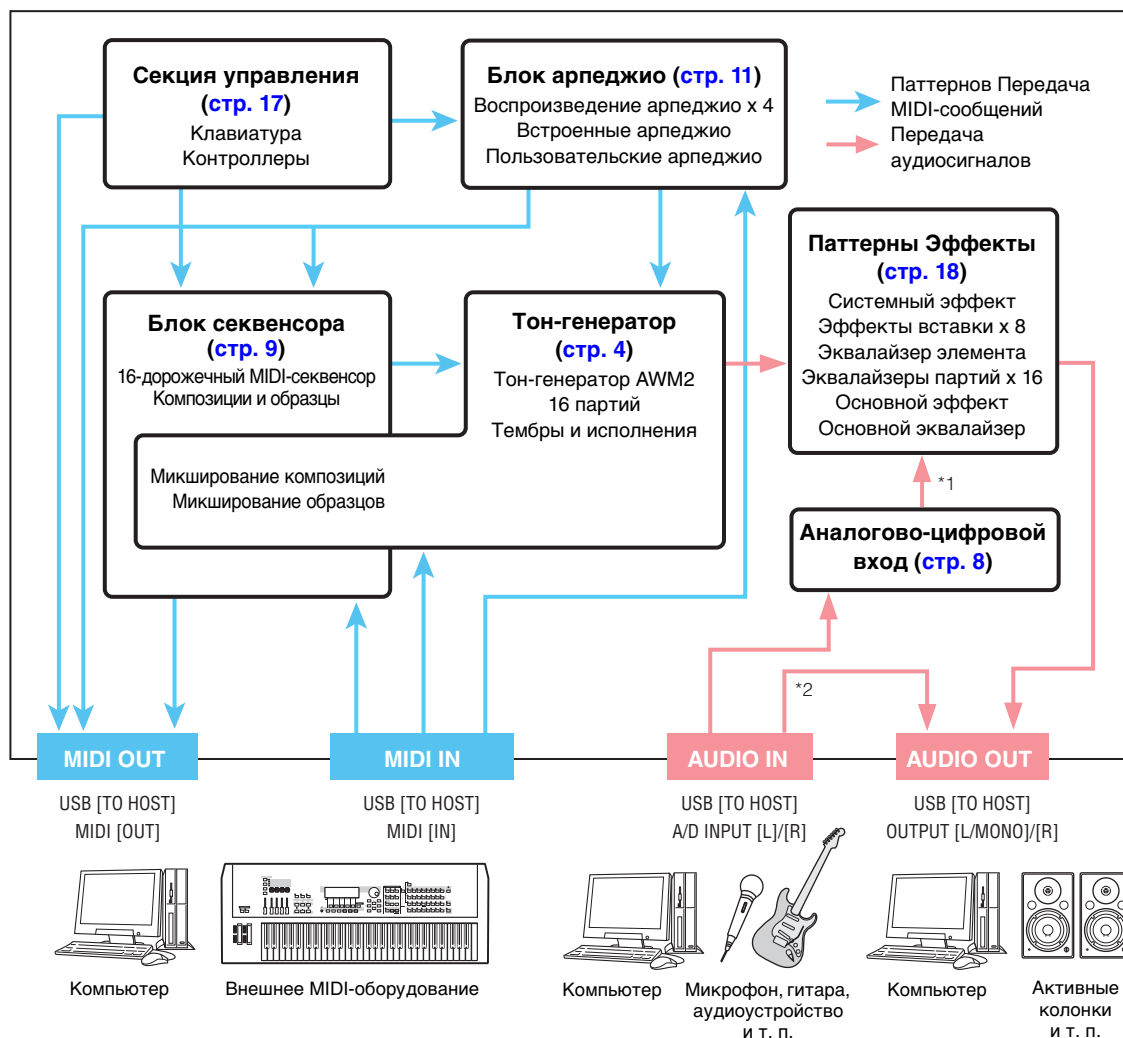 Секция управления
(стр. 17)
Клавиатура
Контроллеры
Блок арпеджио (стр. 11)
Воспроизведение арпеджио x 4
Встроенные арпеджио
Пользовательские арпеджио
Паттернов Передача
MIDI-сообщений
Передача
аудиосигналов
Блок секвенсора
(стр. 9)
16-дорожечный MIDI-секвенсор
Композиции и образцы
Тон-генератор
(стр. 4)
Тон-генератор AWM2
16 партий
Тембры и исполнения
Микширование композиций
Микширование образцов
Паттерны Эффекты
(стр. 18)
Системный эффект
Эффекты вставки x 8
Эквалайзер элемента
Эквалайзеры партий x 16
Основной эффект
Основной эквалайзер
*1
Аналогово-цифровой
вход (стр. 8)
*2
MIDI OUT
MIDI IN
AUDIO IN
AUDIO OUT
USB [TO HOST]
MIDI [OUT]
USB [TO HOST]
MIDI [IN]
USB [TO HOST]
A/D INPUT [L]/[R]
USB [TO HOST]
OUTPUT [L/MONO]/[R]
Компьютер
Внешнее MIDI-оборудование
Компьютер
Микрофон, гитара,
аудиоустройство
и т. п.
Компьютер
Активные
колонки
и т. п.